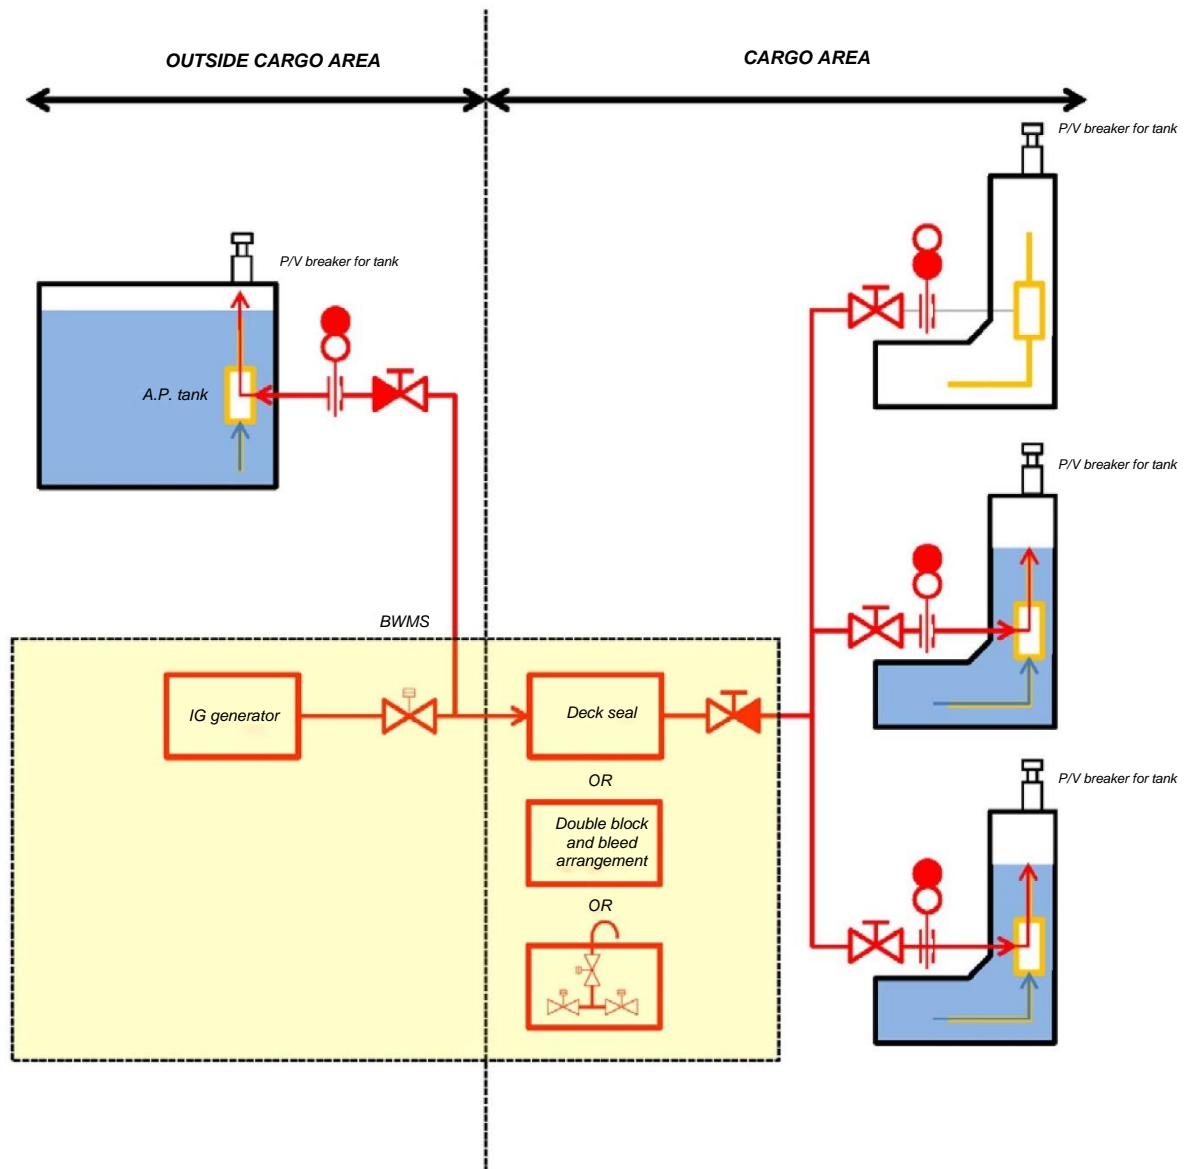 OUTSIDE CARGO AREA
CARGO AREA
P/V breaker for tank
P/V breaker for tank
A.P. tank
P/V breaker for tank
BWMS
IG generator
Deck seal
OR
P/V breaker for tank
Double block
and bleed
arrangement
OR